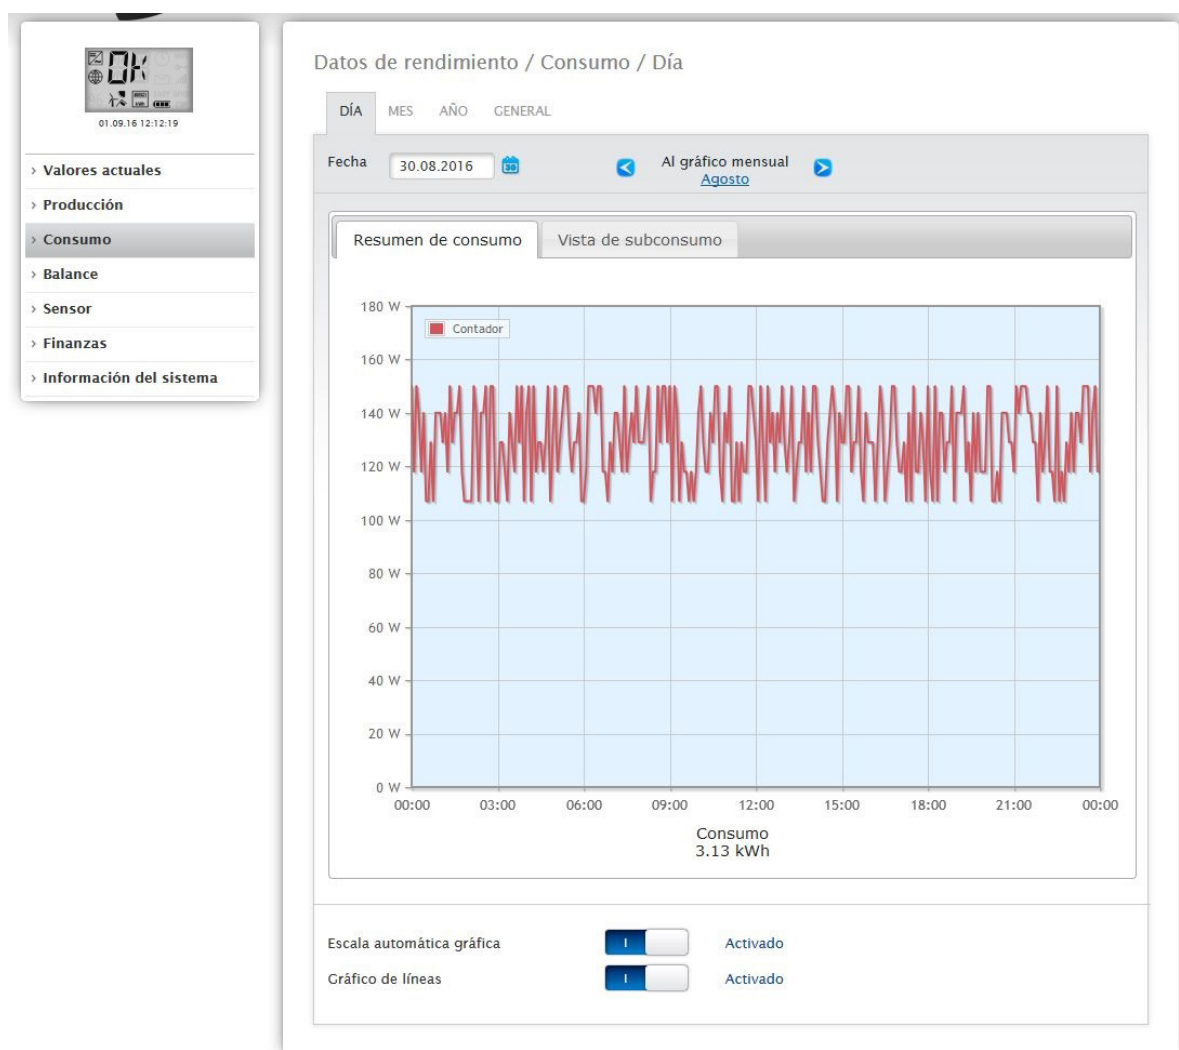 OK
01.09.16 12:12:19
› Valores actuales
› Producción
› Consumo
› Balance
› Sensor
› Finanzas
› Información del sistema
Datos de rendimiento / Consumo / Día
DÍA MES AÑO GENERAL
Fecha 30.08.2016 30 Al gráfico mensual
Agosto
Resumen de consumo Vista de subconsumo
180 W
Contador
160 W
140 W
120 W
100 W
80 W
60 W
40 W
20 W
0 W
00:00 03:00 06:00 09:00 12:00 15:00 18:00 21:00 00:00
Consumo
3.13 kWh
Escala automática gráfica I Activado
Gráfico de líneas I Activado